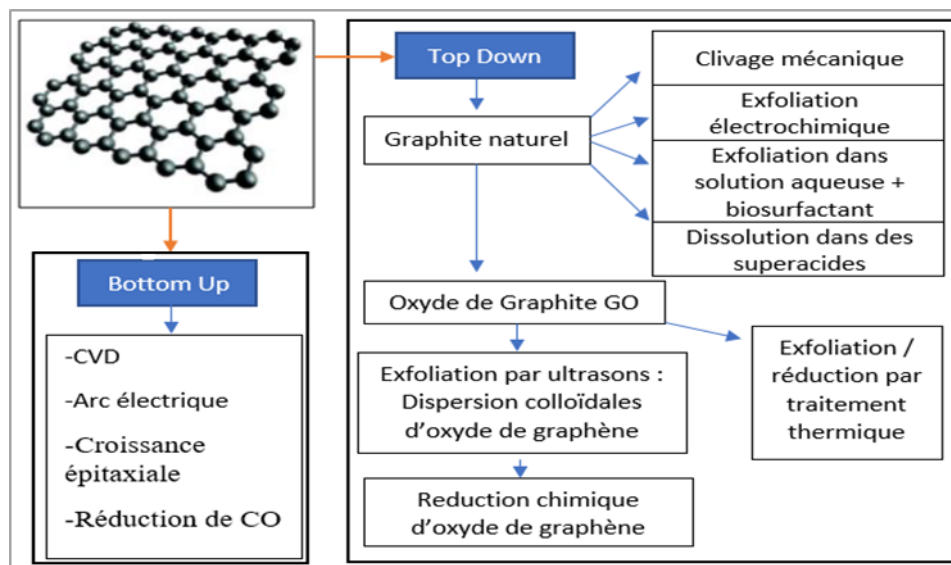 Top Down
Graphite naturel
Clivage mécanique
Exfoliation
électrochimique
Exfoliation dans
solution aqueuse +
biosurfactant
Dissolution dans des
superacides
Bottom Up
-CVD
-Arc électrique
-Croissance
épitaxiale
-Réduction de CO
Oxyde de Graphite GO
Exfoliation par ultrasons :
Dispersion colloïdales
d'oxyde de graphène
Exfoliation /
réduction par
traitement
thermique
Reduction chimique
d'oxyde de graphène